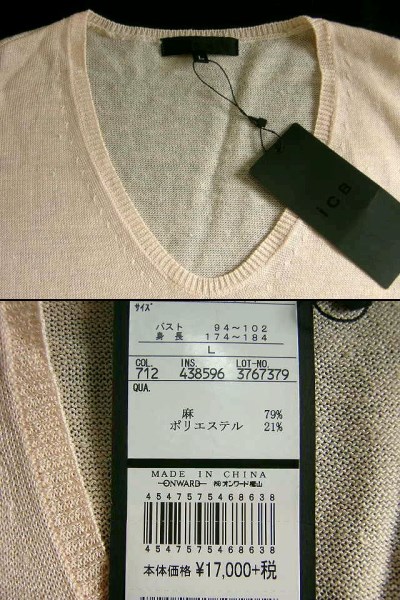 L
iCB
サイズ
バスト 94～102
身長 174～184
L
COL. INS. LOT-NO.
712 438596 3767379
QUA.
麻 79%
ポリエステル 21%
MADE IN CHINA
ONWARD ㈱オンワード樫山
4547575468638
4547575468638
本体価格 ¥17,000+税